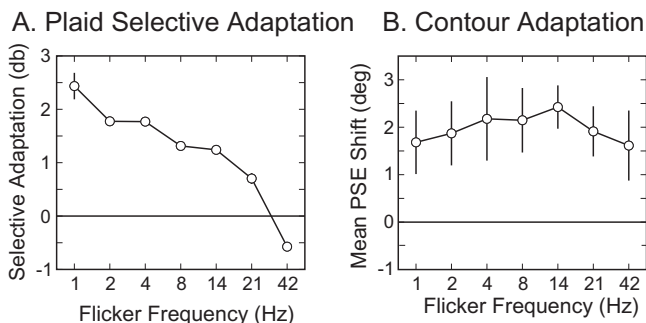 A. Plaid Selective Adaptation
Selective Adaptation (db)
3
2
1
0
-1
1 2 4 8 14 21 42
Flicker Frequency (Hz)
B. Contour Adaptation
Mean PSE Shift (deg)
3
2
1
0
-1
1 2 4 8 14 21 42
Flicker Frequency (Hz)